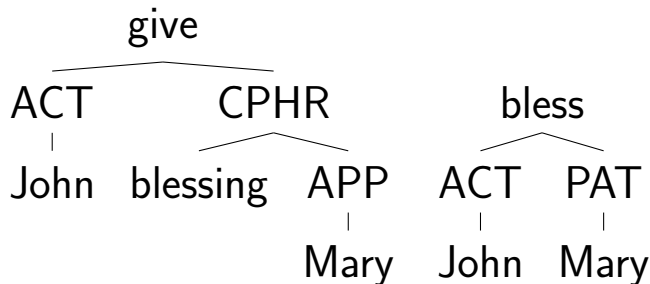 give
ACT CPHR bless
John blessing APP ACT PAT
Mary John Mary